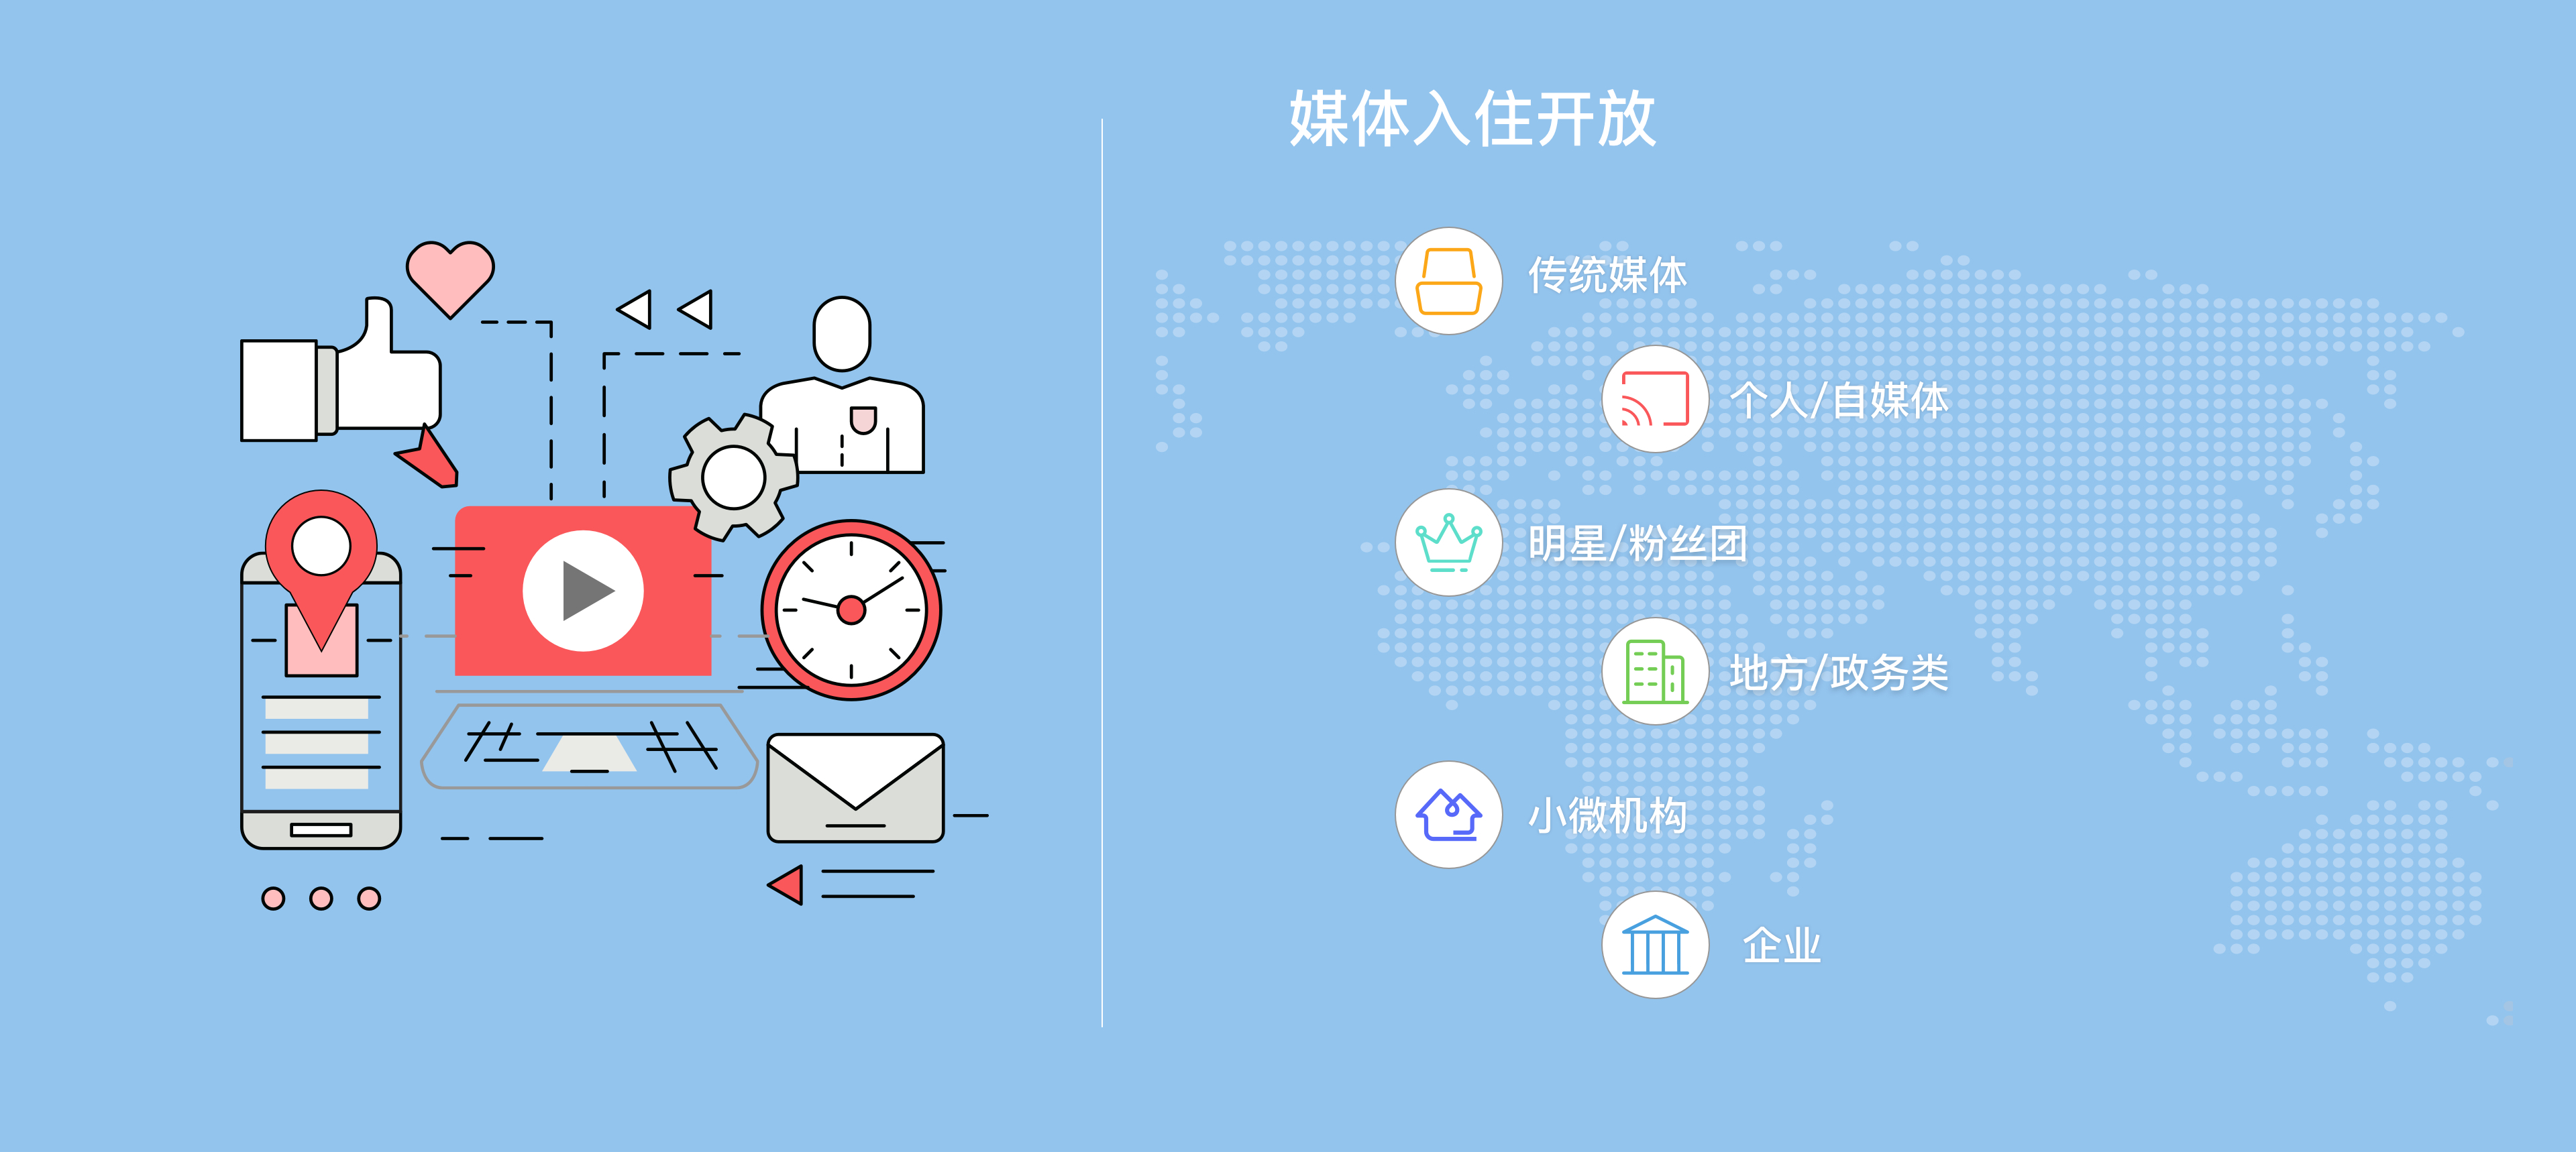 媒体入住开放
传统媒体
个人/自媒体
明星/粉丝团
地方/政务类
小微机构
企业